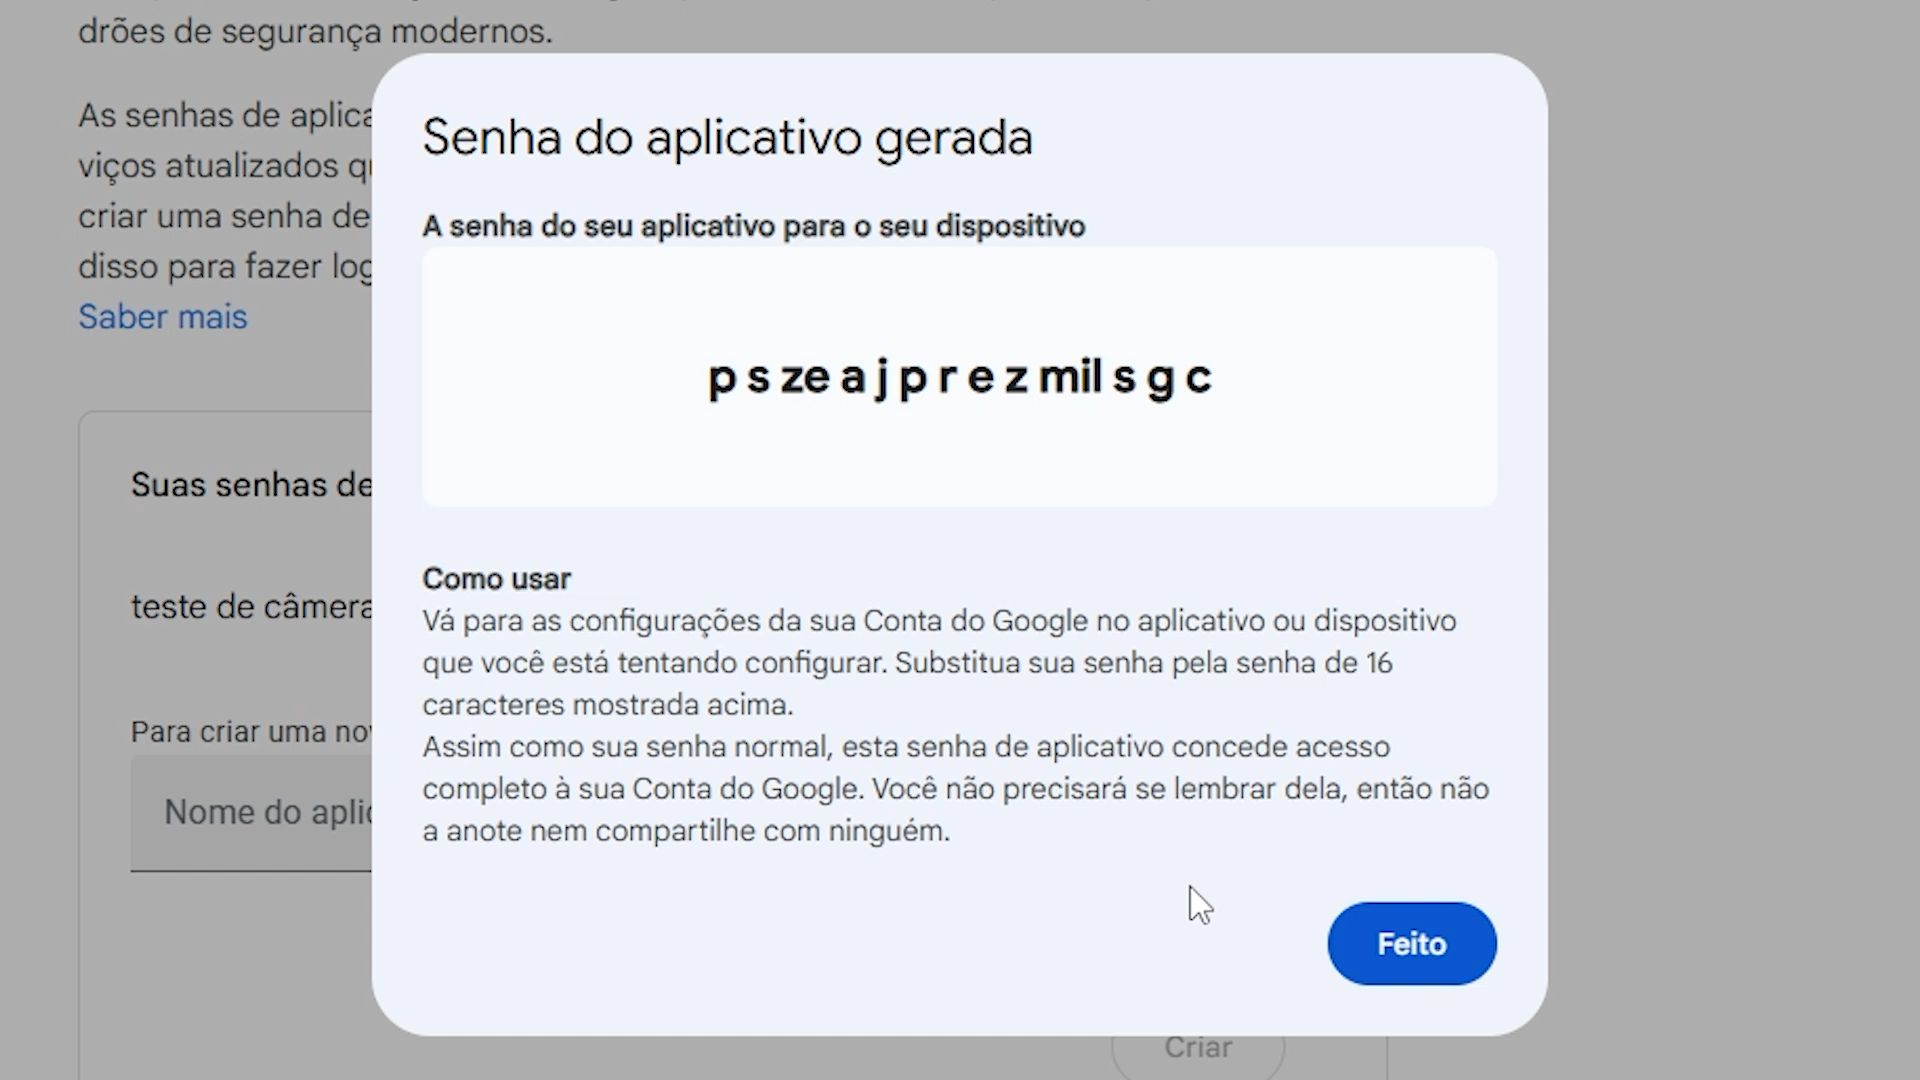 drões de segurança modernos.
As senhas de aplica
viços atualizados qu
criar uma senha de
disso para fazer log
Saber mais
Suas senhas de
teste de câmera
Para criar uma nov
Nome do aplic
Senha do aplicativo gerada
A senha do seu aplicativo para o seu dispositivo
p s ze a j p r e z mil s g c
Como usar
Vá para as configurações da sua Conta do Google no aplicativo ou dispositivo
que você está tentando configurar. Substitua sua senha pela senha de 16
caracteres mostrada acima.
Assim como sua senha normal, esta senha de aplicativo concede acesso
completo à sua Conta do Google. Você não precisará se lembrar dela, então não
a anote nem compartilhe com ninguém.
Feito
Criar